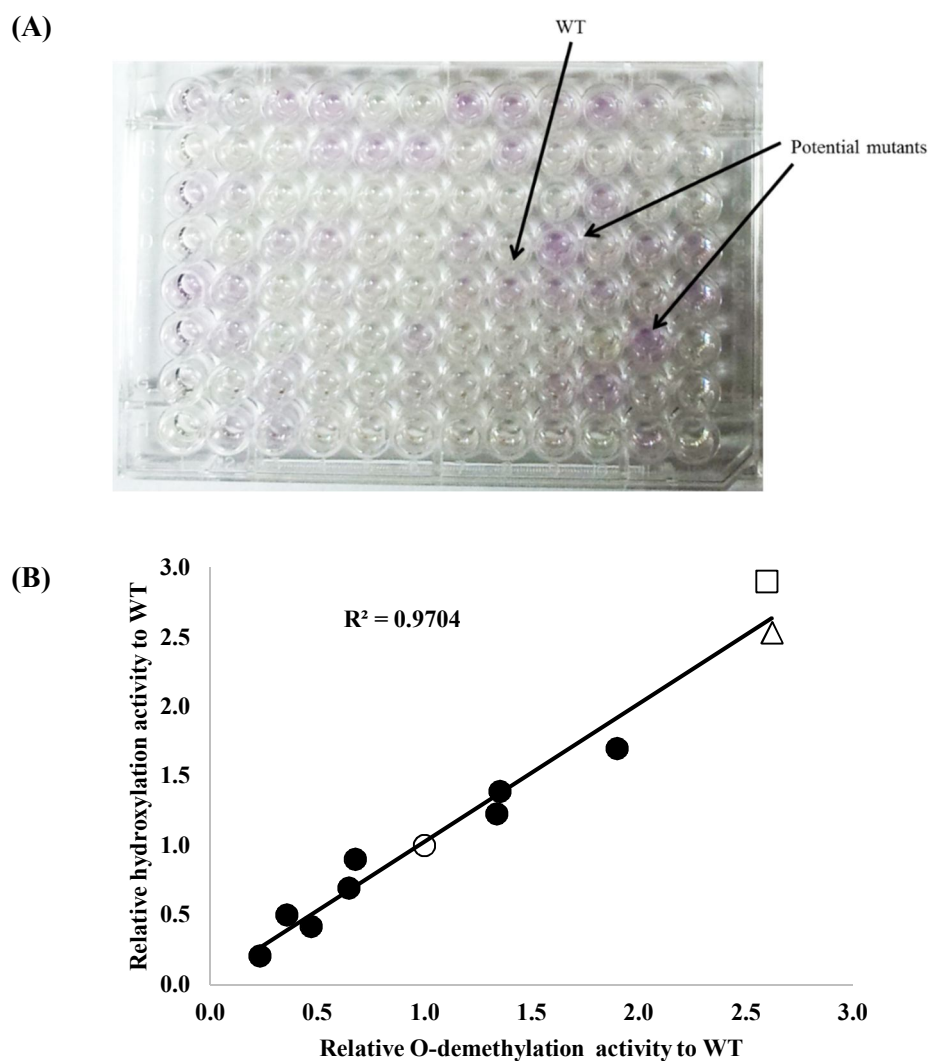 (A)
WT
Potential mutants
(B)
R² = 0.9704
Relative hydroxylation activity to WT
3.0
2.5
2.0
1.5
1.0
0.5
0.0
0.0 0.5 1.0 1.5 2.0 2.5 3.0
Relative O-demethylation activity to WT